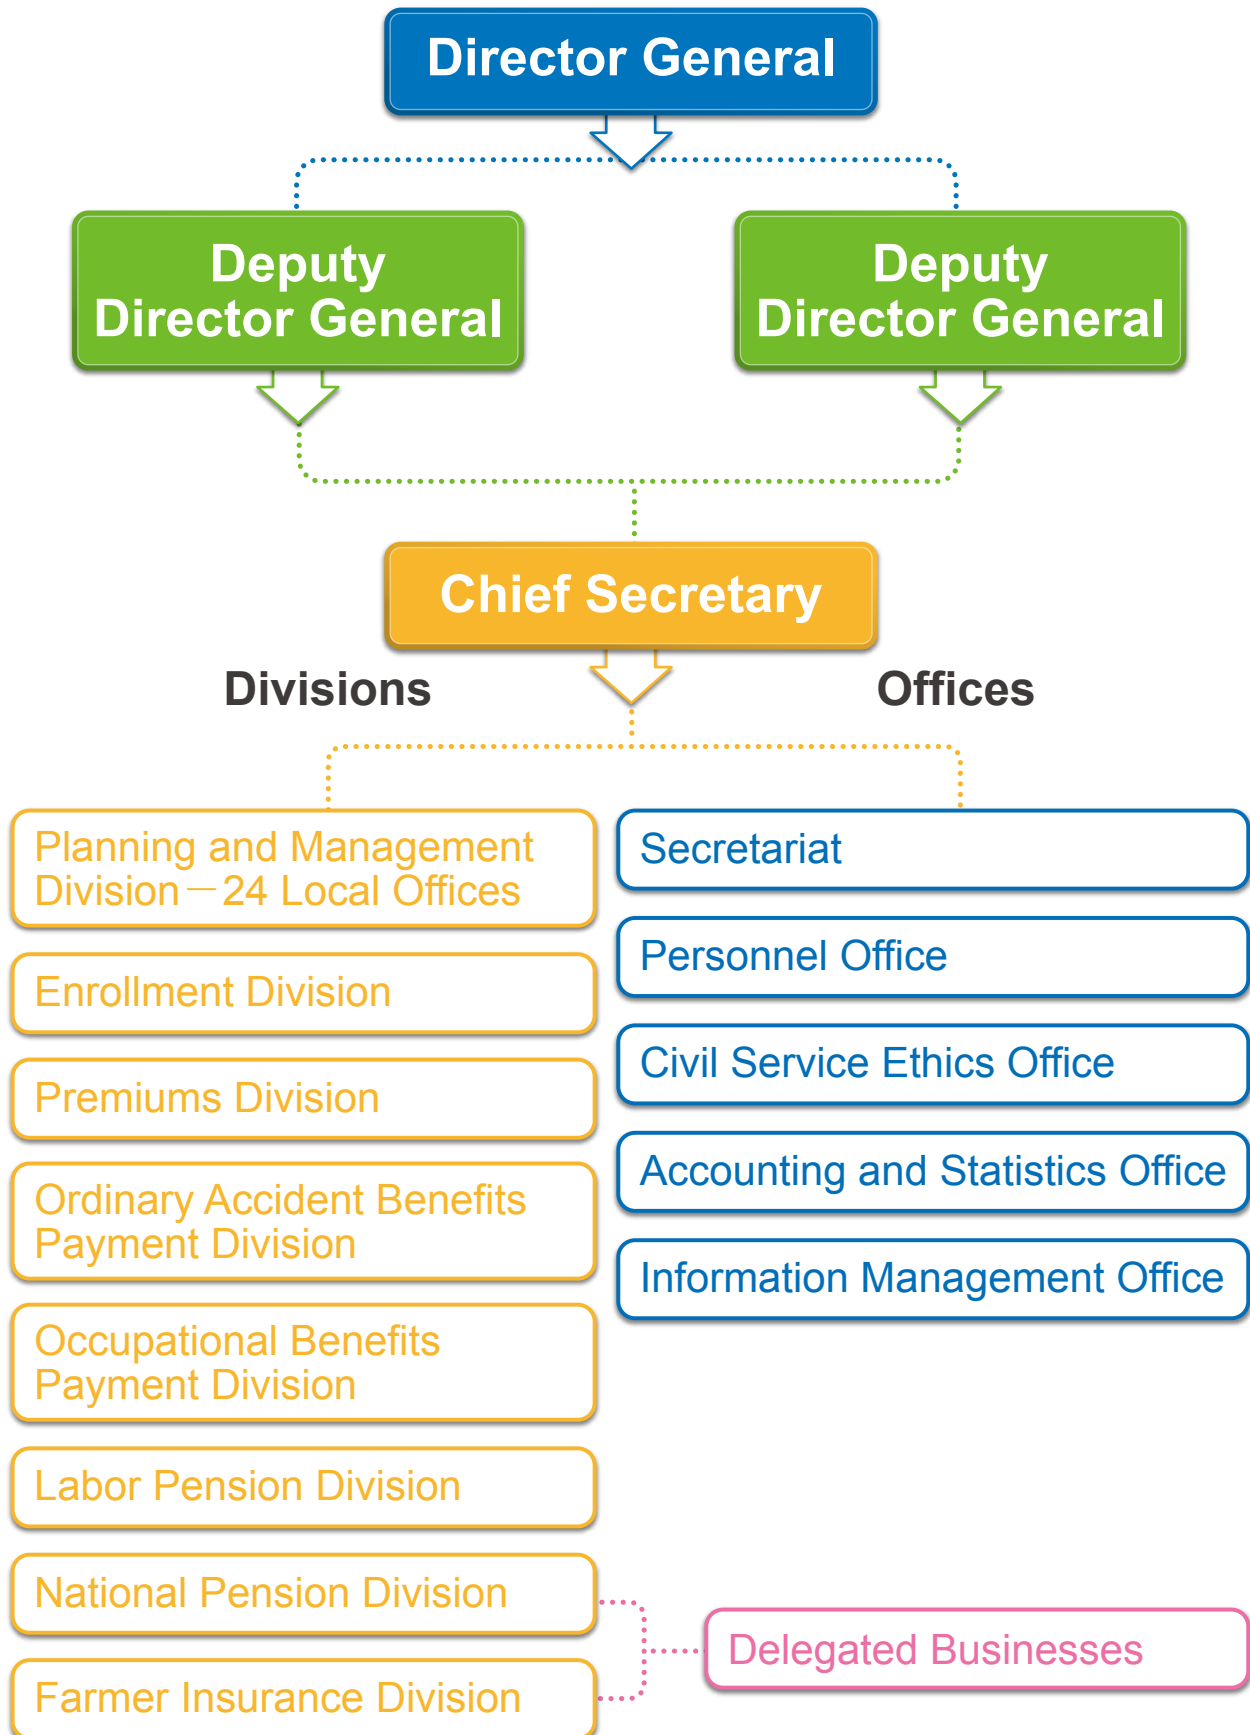 Director General
Deputy
Director General
Deputy
Director General
Chief Secretary
Divisions
Offices
Planning and Management
Division－24 Local Offices
Enrollment Division
Premiums Division
Ordinary Accident Benefits
Payment Division
Occupational Benefits
Payment Division
Labor Pension Division
National Pension Division
Farmer Insurance Division
Secretariat
Personnel Office
Civil Service Ethics Office
Accounting and Statistics Office
Information Management Office
Delegated Businesses